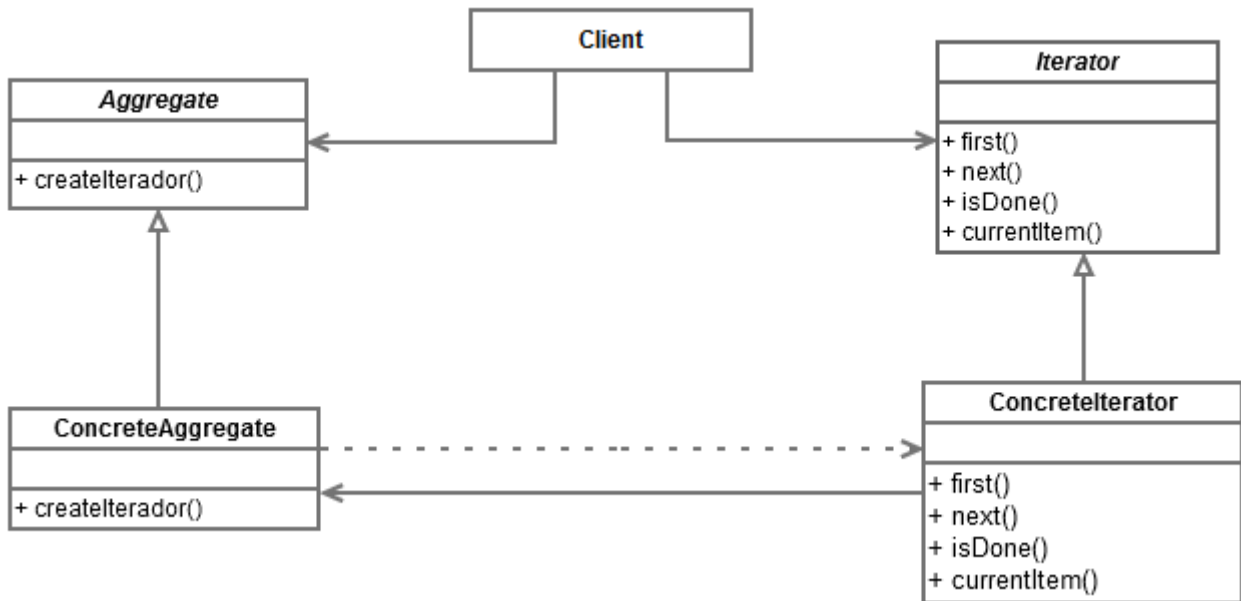 Client
Aggregate
+ createIterador()
Iterator
+ first()
+ next()
+ isDone()
+ currentItem()
ConcreteAggregate
+ createIterador()
ConcreteIterator
+ first()
+ next()
+ isDone()
+ currentItem()